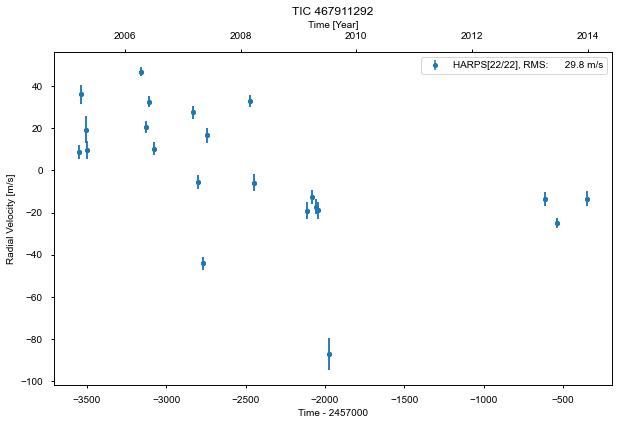 TIC 467911292
Time [Year]
2006 2008 2010 2012 2014
HARPS[22/22], RMS: 29.8 m/s
Radial Velocity [m/s]
40
20
0
−20
−40
−60
−80
−100
−3500 −3000 −2500 −2000 −1500 −1000 −500
Time - 2457000